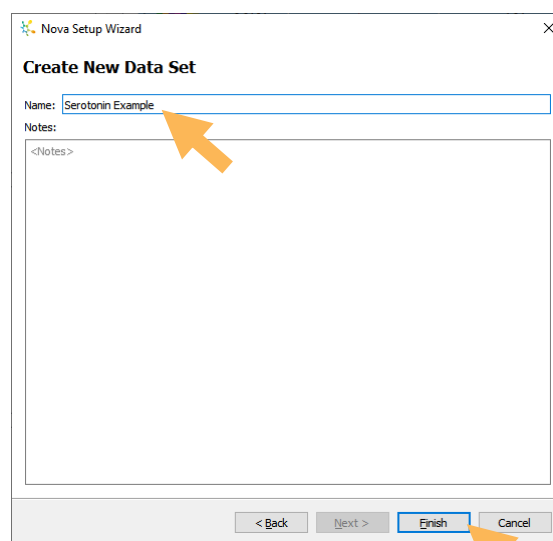 Nova Setup Wizard
Create New Data Set
Name: Serotonin Example
Notes:
<Notes>
< Back Next > Finish Cancel